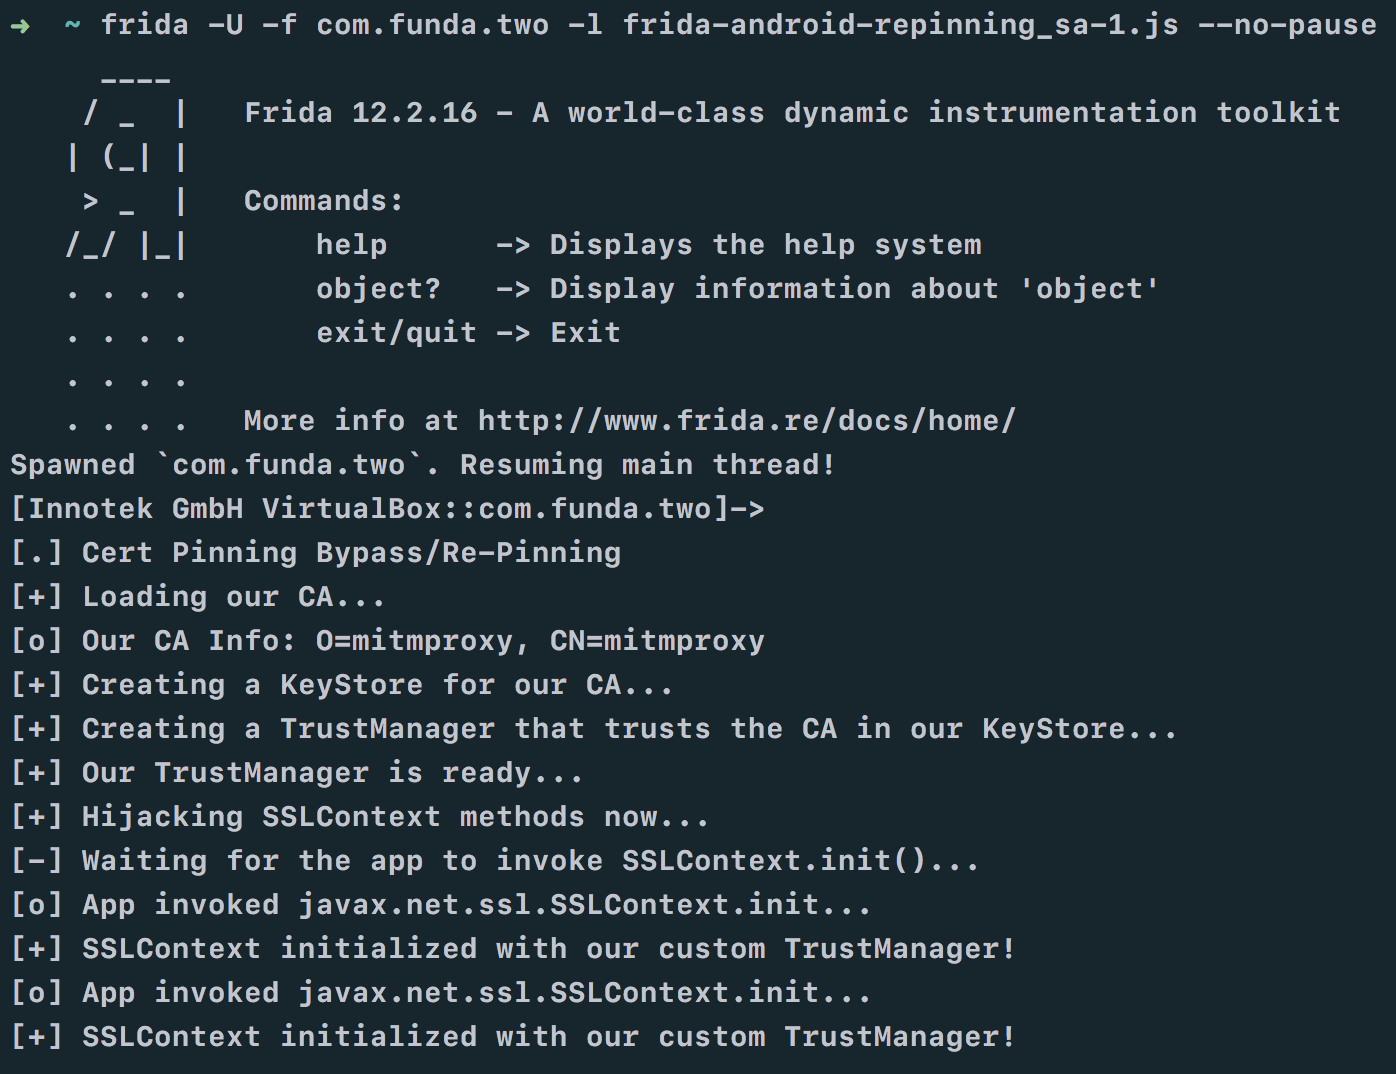 ➜  ~ frida -U -f com.funda.two -l frida-android-repinning_sa-1.js --no-pause
     ____
    / _  |   Frida 12.2.16 - A world-class dynamic instrumentation toolkit
   | (_| |
    > _  |   Commands:
   /_/ |_|       help      -> Displays the help system
   . . . .       object?   -> Display information about 'object'
   . . . .       exit/quit -> Exit
   . . . .
   . . . .   More info at http://www.frida.re/docs/home/
Spawned `com.funda.two`. Resuming main thread!
[Innotek GmbH VirtualBox::com.funda.two]->
[.] Cert Pinning Bypass/Re-Pinning
[+] Loading our CA...
[o] Our CA Info: O=mitmproxy, CN=mitmproxy
[+] Creating a KeyStore for our CA...
[+] Creating a TrustManager that trusts the CA in our KeyStore...
[+] Our TrustManager is ready...
[+] Hijacking SSLContext methods now...
[-] Waiting for the app to invoke SSLContext.init()...
[o] App invoked javax.net.ssl.SSLContext.init...
[+] SSLContext initialized with our custom TrustManager!
[o] App invoked javax.net.ssl.SSLContext.init...
[+] SSLContext initialized with our custom TrustManager!